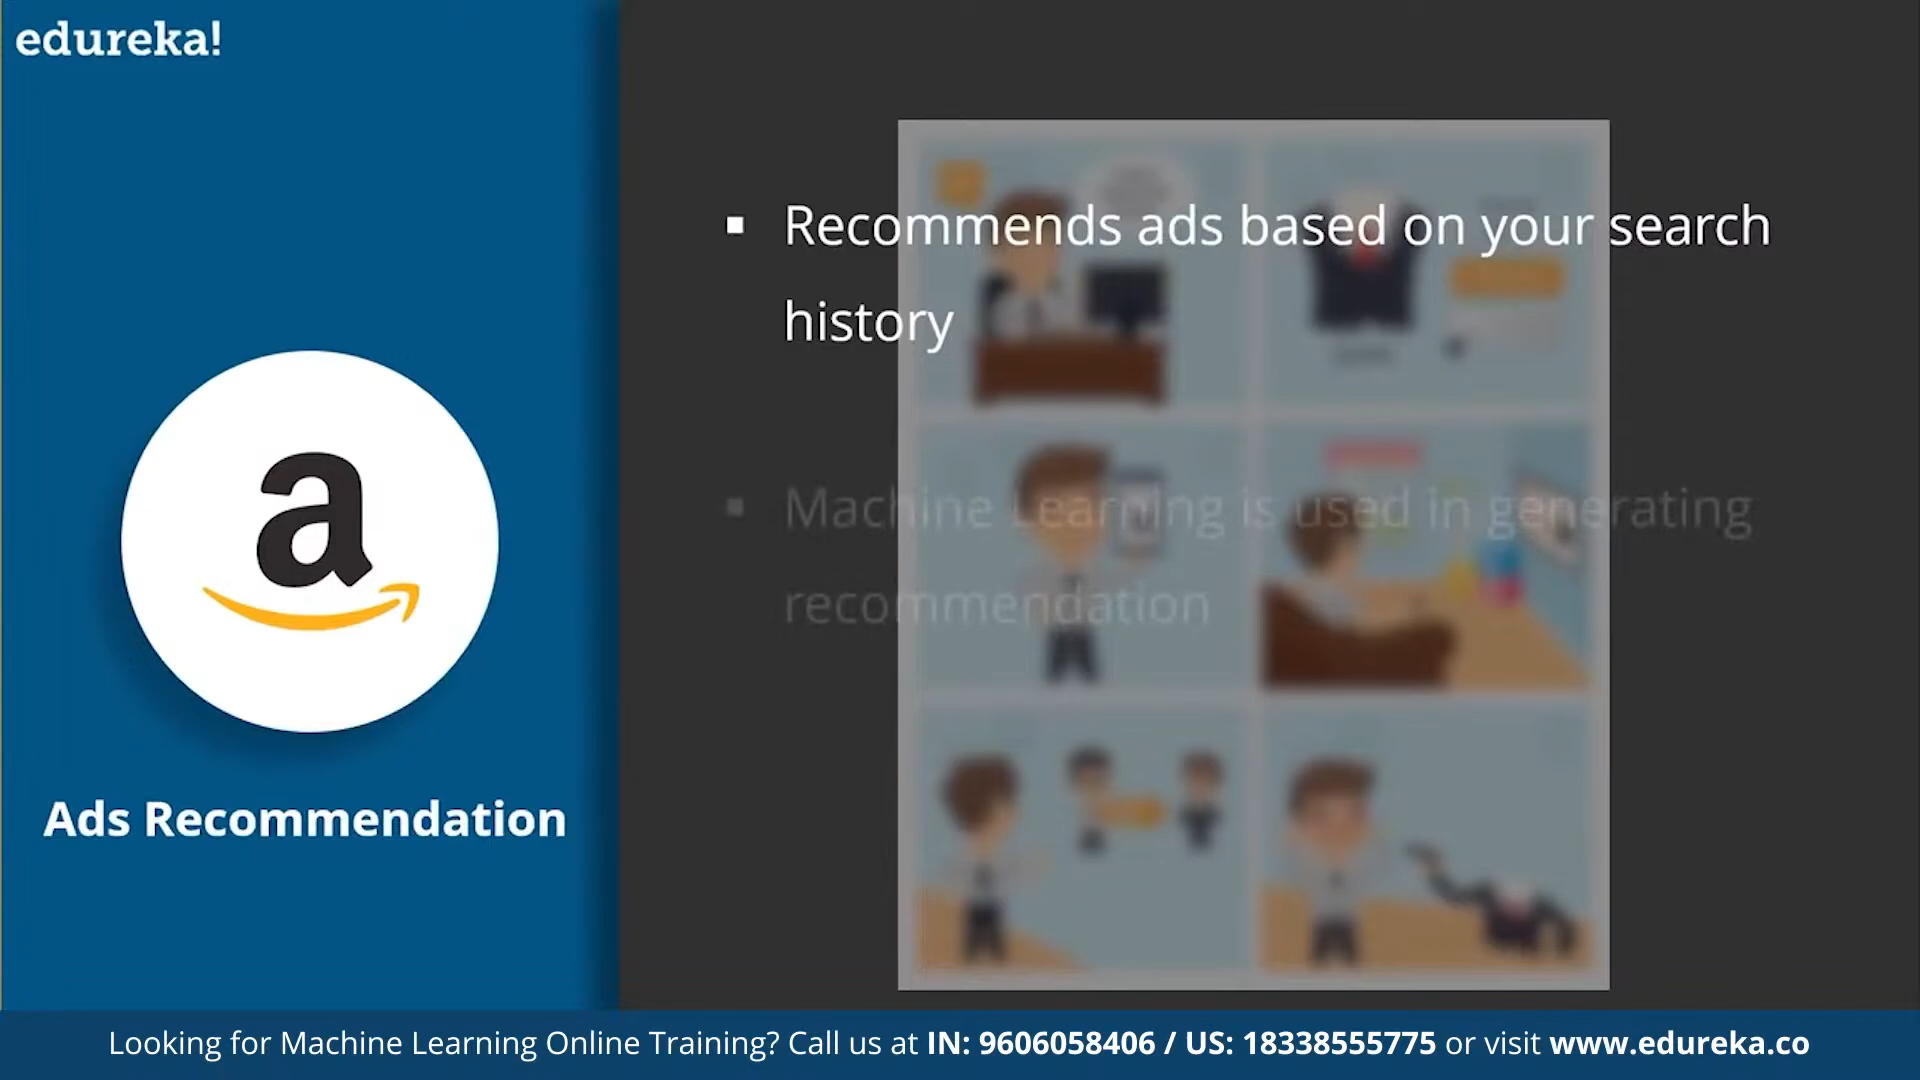 edureka!
▪ Recommends ads based on your search
history
▪ Machine Learning is used in generating
recommendation
a
Ads Recommendation
Looking for Machine Learning Online Training? Call us at IN: 9606058406 / US: 18338555775 or visit www.edureka.co